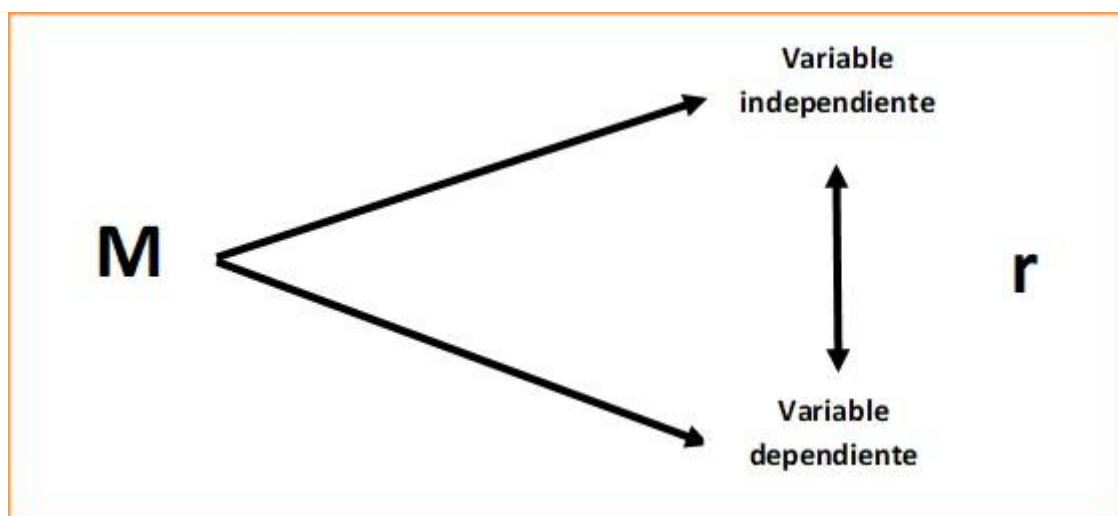 Variable
independiente
M
r
Variable
dependiente